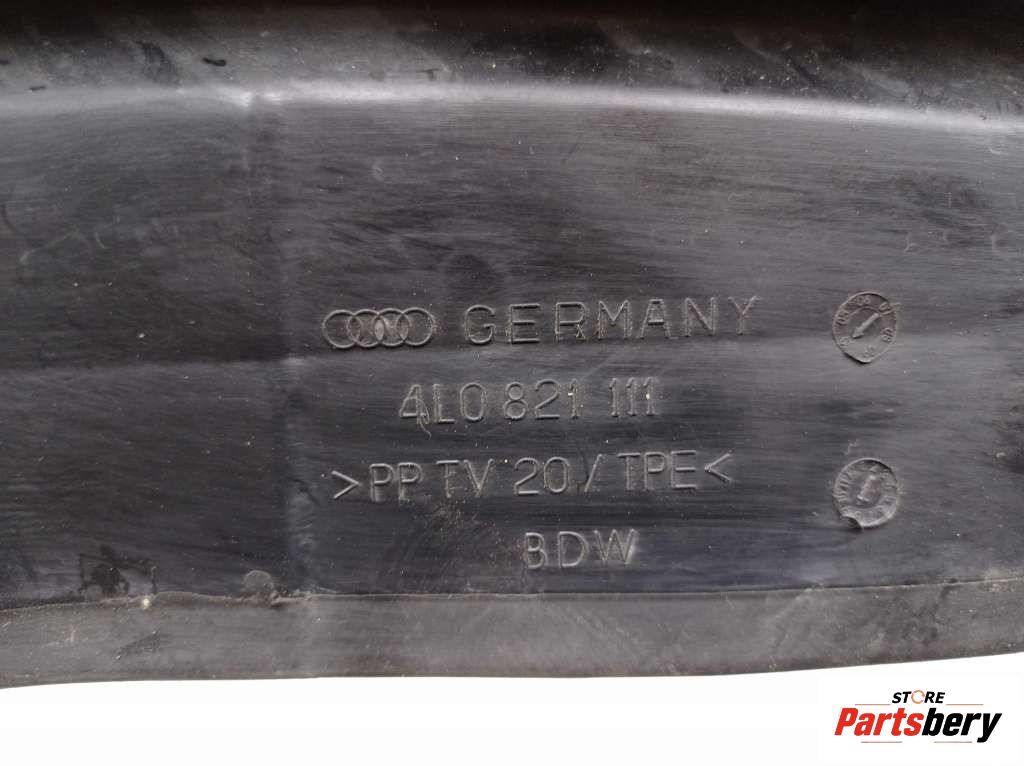 GERMANY
4L0 821 111
>PP TV 20/TPE<
BDW
STORE
Partsbery